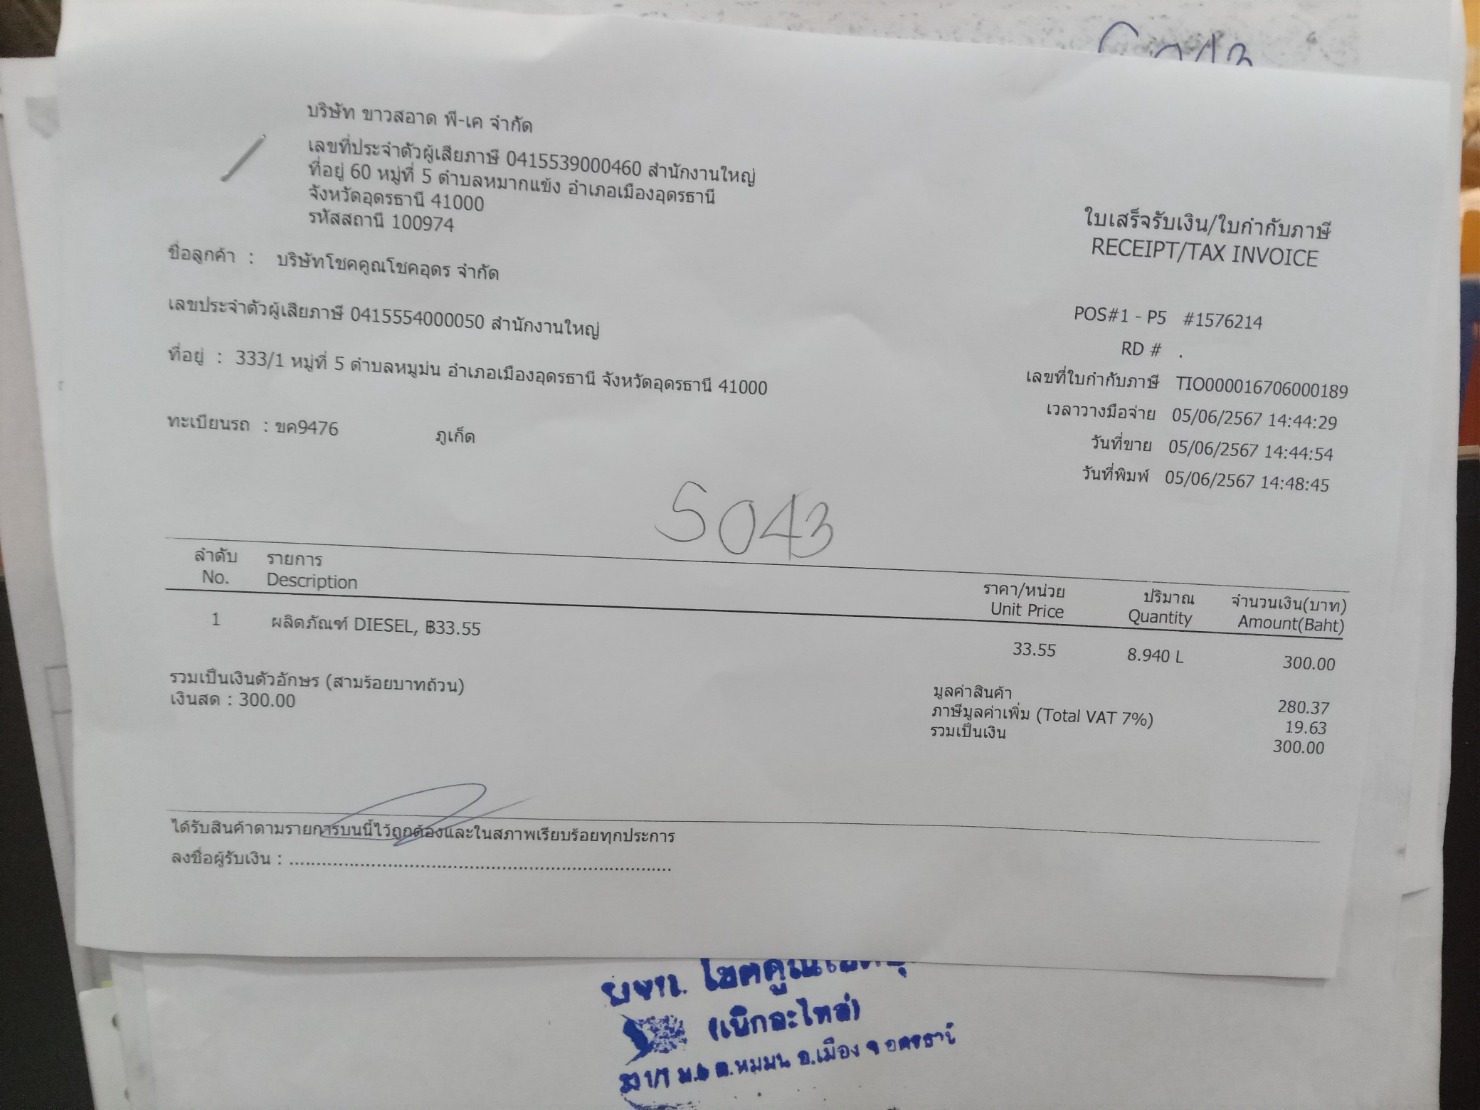 บริษัท ขาวสอาด พี-เค จำกัด
เลขที่ประจำตัวผู้เสียภาษี 0415539000460 สำนักงานใหญ่
ที่อยู่ 60 หมู่ที่ 5 ตำบลหมากแข้ง อำเภอเมืองอุดรธานี
จังหวัดอุดรธานี 41000
รหัสสถานี 100974
ใบเสร็จรับเงิน/ใบกำกับภาษี
RECEIPT/TAX INVOICE
ชื่อลูกค้า : บริษัทโชคคูณโชคอุดร จำกัด
เลขประจำตัวผู้เสียภาษี 0415554000050 สำนักงานใหญ่
ที่อยู่ : 333/1 หมู่ที่ 5 ตำบลหมูม่น อำเภอเมืองอุดรธานี จังหวัดอุดรธานี 41000
ทะเบียนรถ : ขค9476 ภูเก็ต
POS#1 - P5 #1576214
RD # .
เลขที่ใบกำกับภาษี TIO000016706000189
เวลาวางมือจ่าย 05/06/2567 14:44:29
วันที่ขาย 05/06/2567 14:44:54
วันที่พิมพ์ 05/06/2567 14:48:45
5043
ลำดับ รายการ ราคา/หน่วย ปริมาณ จำนวนเงิน(บาท)
No. Description Unit Price Quantity Amount(Baht)
1 ผลิตภัณฑ์ DIESEL, ฿33.55 33.55 8.940 L 300.00
รวมเป็นเงินตัวอักษร (สามร้อยบาทถ้วน)
เงินสด : 300.00
มูลค่าสินค้า 280.37
ภาษีมูลค่าเพิ่ม (Total VAT 7%) 19.63
รวมเป็นเงิน 300.00
ได้รับสินค้าตามรายการบนนี้ไว้ถูกต้องและในสภาพเรียบร้อยทุกประการ
ลงชื่อผู้รับเงิน : ......................................................................
(เบิกอะไหล่)